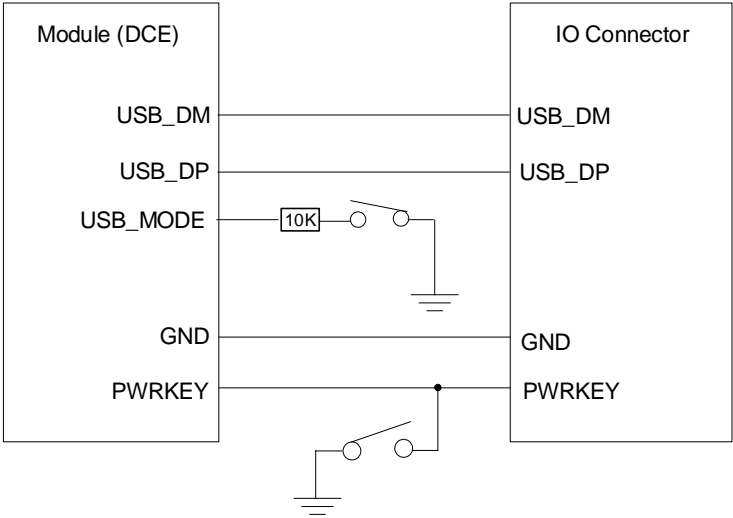 Module (DCE)
IO Connector
USB_DM
USB_DM
USB_DP
USB_DP
USB_MODE
10K
GND
GND
PWRKEY
PWRKEY